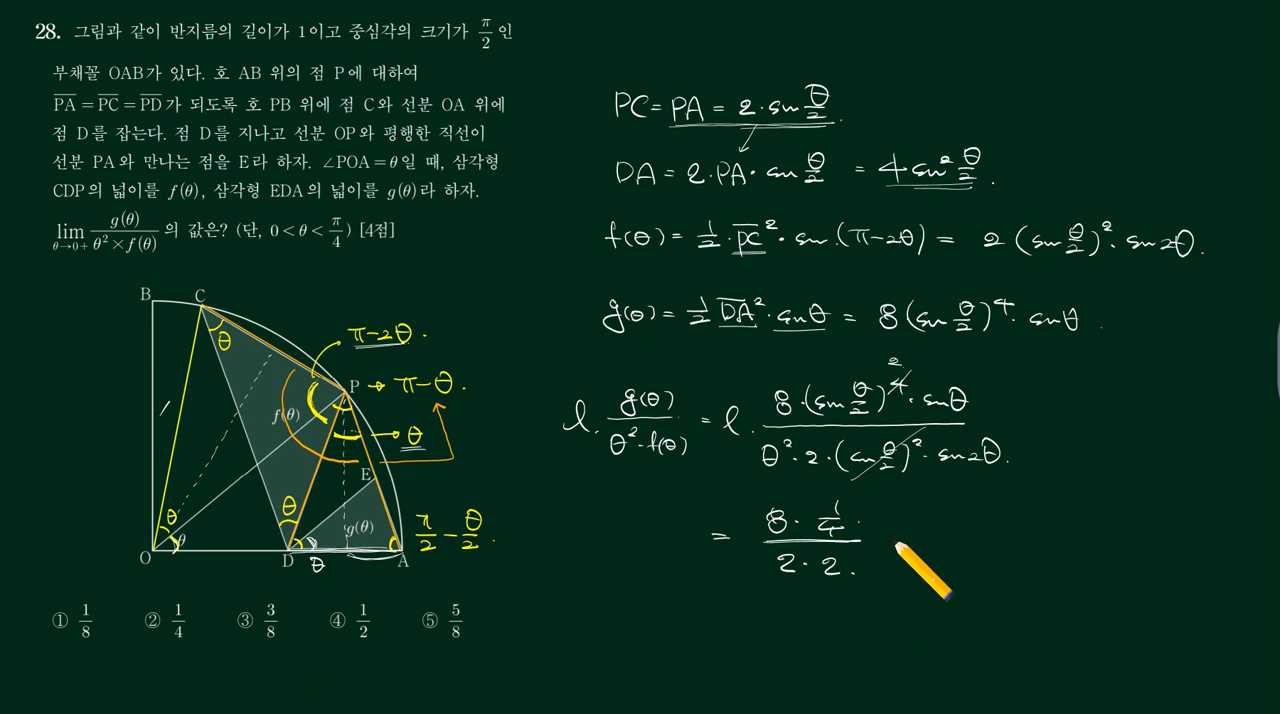 28. 그림과 같이 반지름의 길이가 1이고 중심각의 크기가 π/2 인
부채꼴 OAB가 있다. 호 AB 위의 점 P에 대하여
PA = PC = PD가 되도록 호 PB 위에 점 C와 선분 OA 위에
점 D를 잡는다. 점 D를 지나고 선분 OP와 평행한 직선이
선분 PA와 만나는 점을 E라 하자. ∠POA = θ일 때, 삼각형
CDP의 넓이를 f(θ), 삼각형 EDA의 넓이를 g(θ)라 하자.
lim θ→0+ g(θ) / θ² × f(θ) 의 값은? (단, 0 < θ < π/4) [4점]
B C
θ
π-2θ.
P → π-θ.
f(θ)
→ θ
E
θ
g(θ)
π/2 - θ/2.
θ
θ
O D θ A
① 1/8 ② 1/4 ③ 3/8 ④ 1/2 ⑤ 5/8
PC = PA = 2·sin θ/2.
DA = 2·PA·sin θ/2 = 4sin² θ/2.
f(θ) = 1/2·PC²·sin(π-2θ) = 2(sin θ/2)²·sin2θ.
g(θ) = 1/2 DA²·sinθ = 8(sin θ/2)⁴·sinθ.
l. g(θ) / θ²·f(θ) = l. 8·(sin θ/2)⁴ ²·sinθ / θ²·2·(sin θ/2)²·sin2θ.
= 8·1/4. / 2·2.